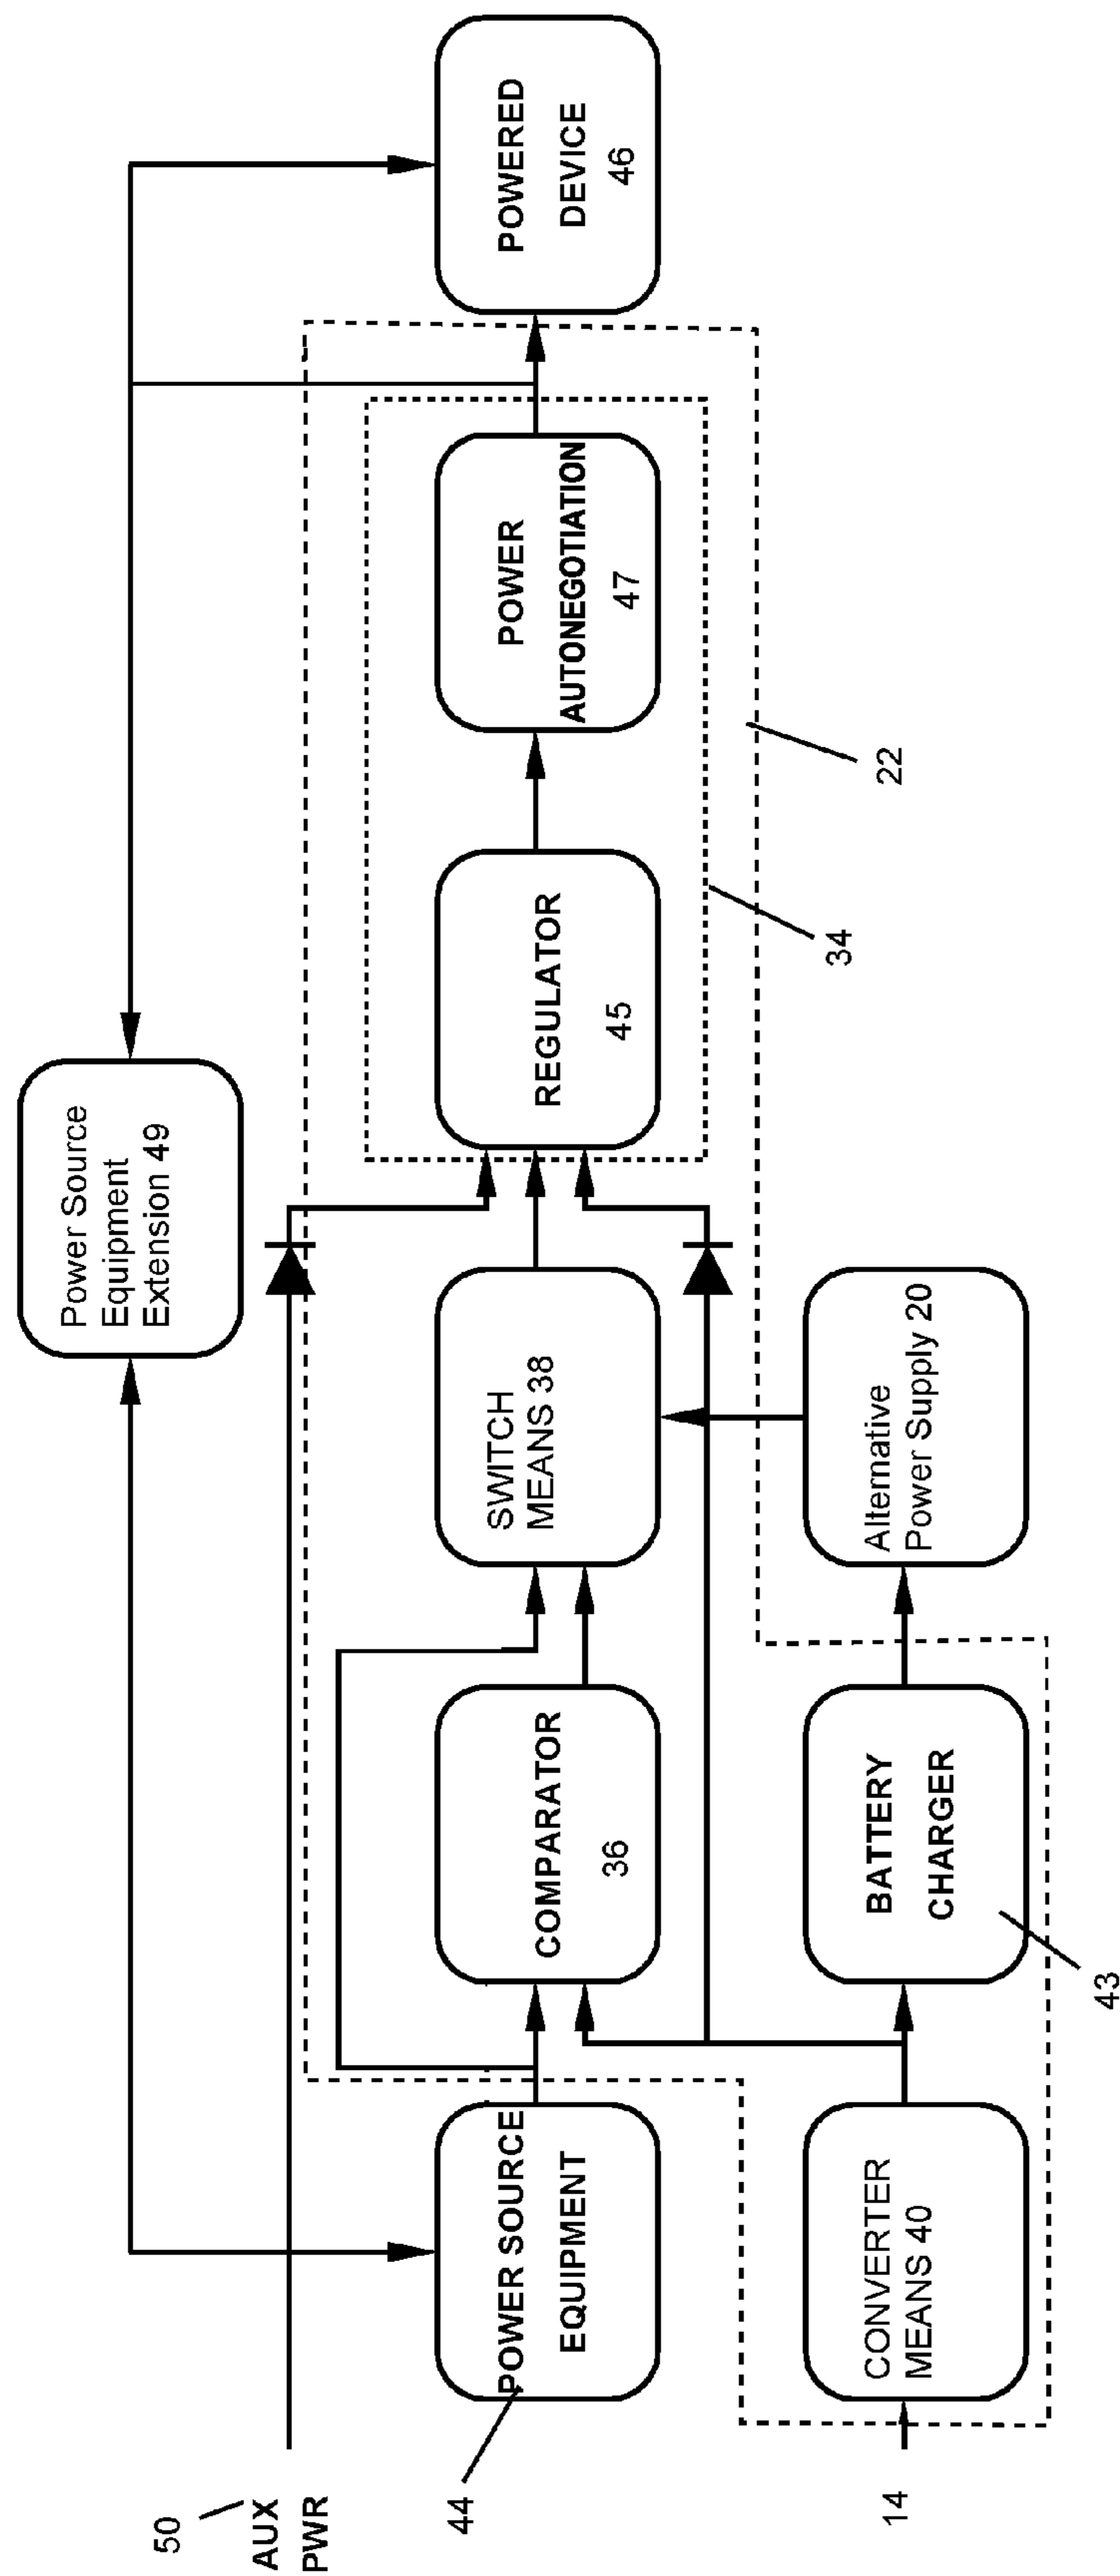 Power Source
Equipment
Extension 49
50
AUX
PWR
44
POWER SOURCE
EQUIPMENT
COMPARATOR
36
SWITCH
MEANS 38
REGULATOR
45
POWER
AUTONEGOTIATION
47
POWERED
DEVICE
46
34
22
14
CONVERTER
MEANS 40
BATTERY
CHARGER
43
Alternative
Power Supply 20